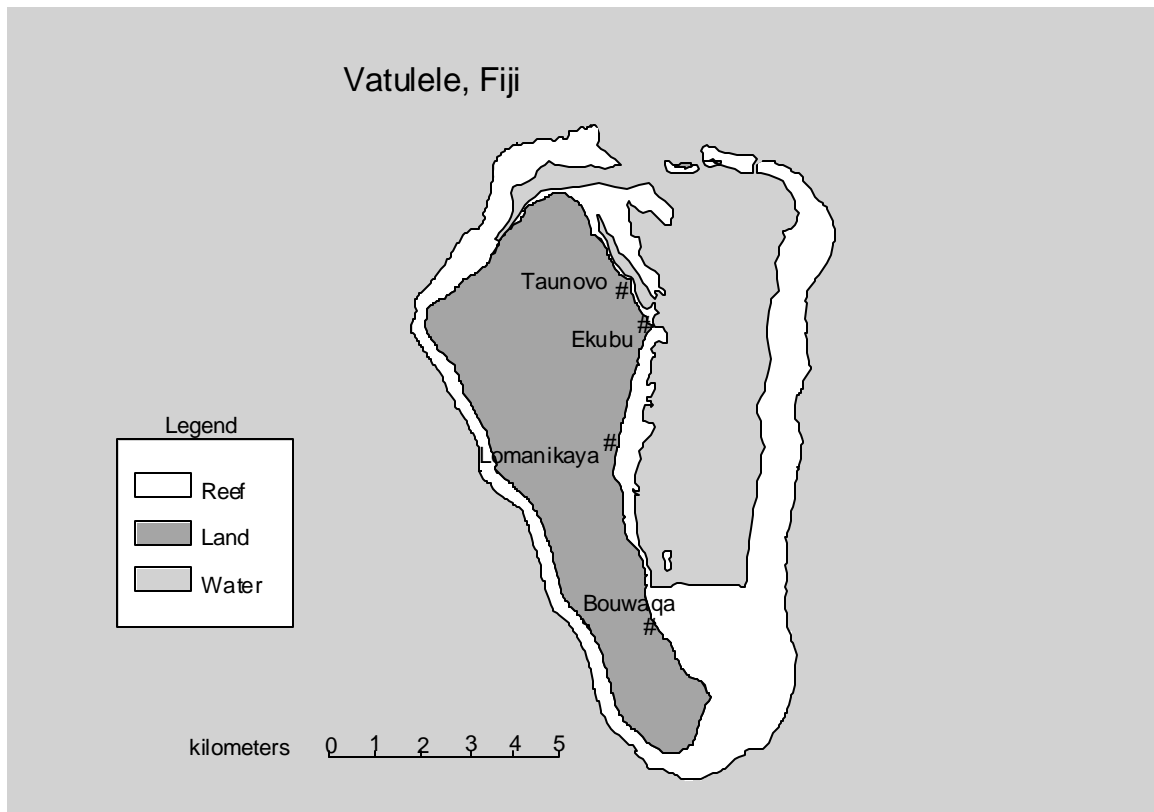 Vatulele, Fiji
Taunovo
#
#
Ekubu
#
Lomanikaya
Legend
Reef
Land
Water
Bouwaqa
#
kilometers 0 1 2 3 4 5